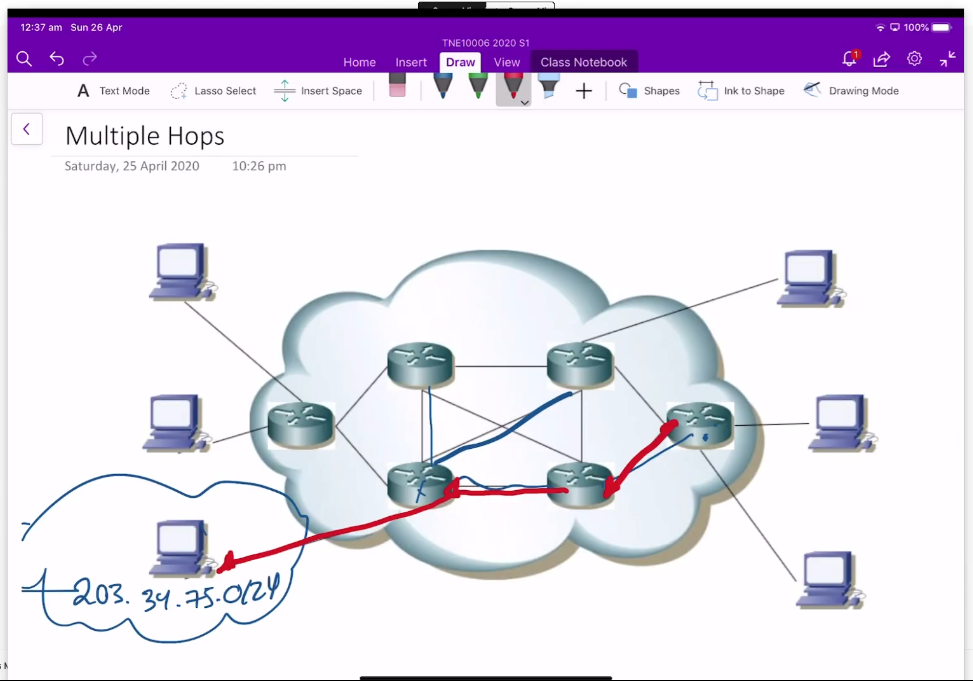 12:37 am Sun 26 Apr
100%
TNE10006 2020 S1
Home Insert Draw View Class Notebook
1
A Text Mode Lasso Select Insert Space Shapes Ink to Shape Drawing Mode
Multiple Hops
Saturday, 25 April 2020 10:26 pm
203. 34.75.0/24